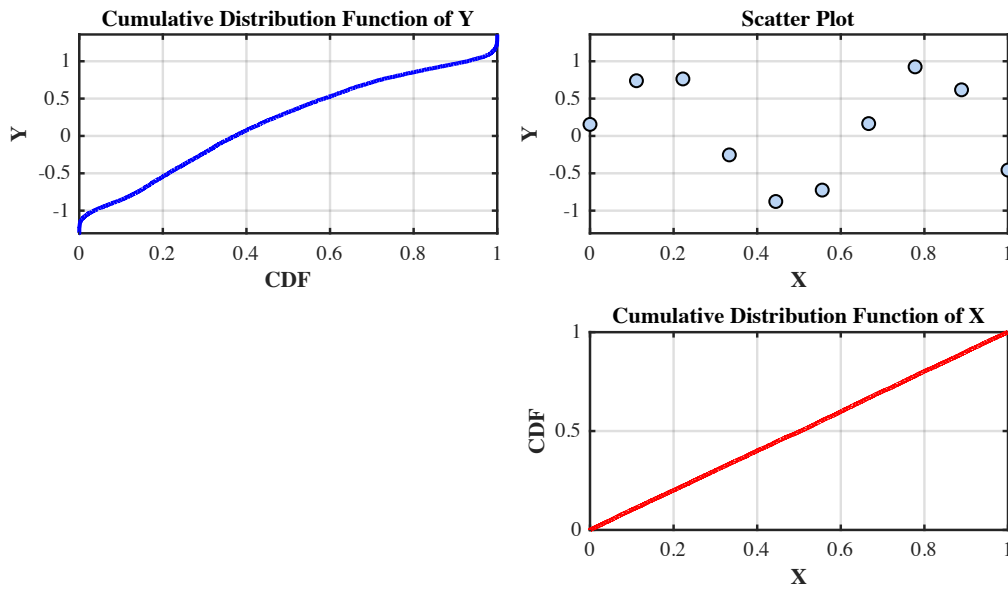 Cumulative Distribution Function of Y
Y
1
0.5
0
-0.5
-1
0 0.2 0.4 0.6 0.8 1
CDF
Scatter Plot
Y
1
0.5
0
-0.5
-1
0 0.2 0.4 0.6 0.8 1
X
Cumulative Distribution Function of X
CDF
1
0.5
0
0 0.2 0.4 0.6 0.8 1
X